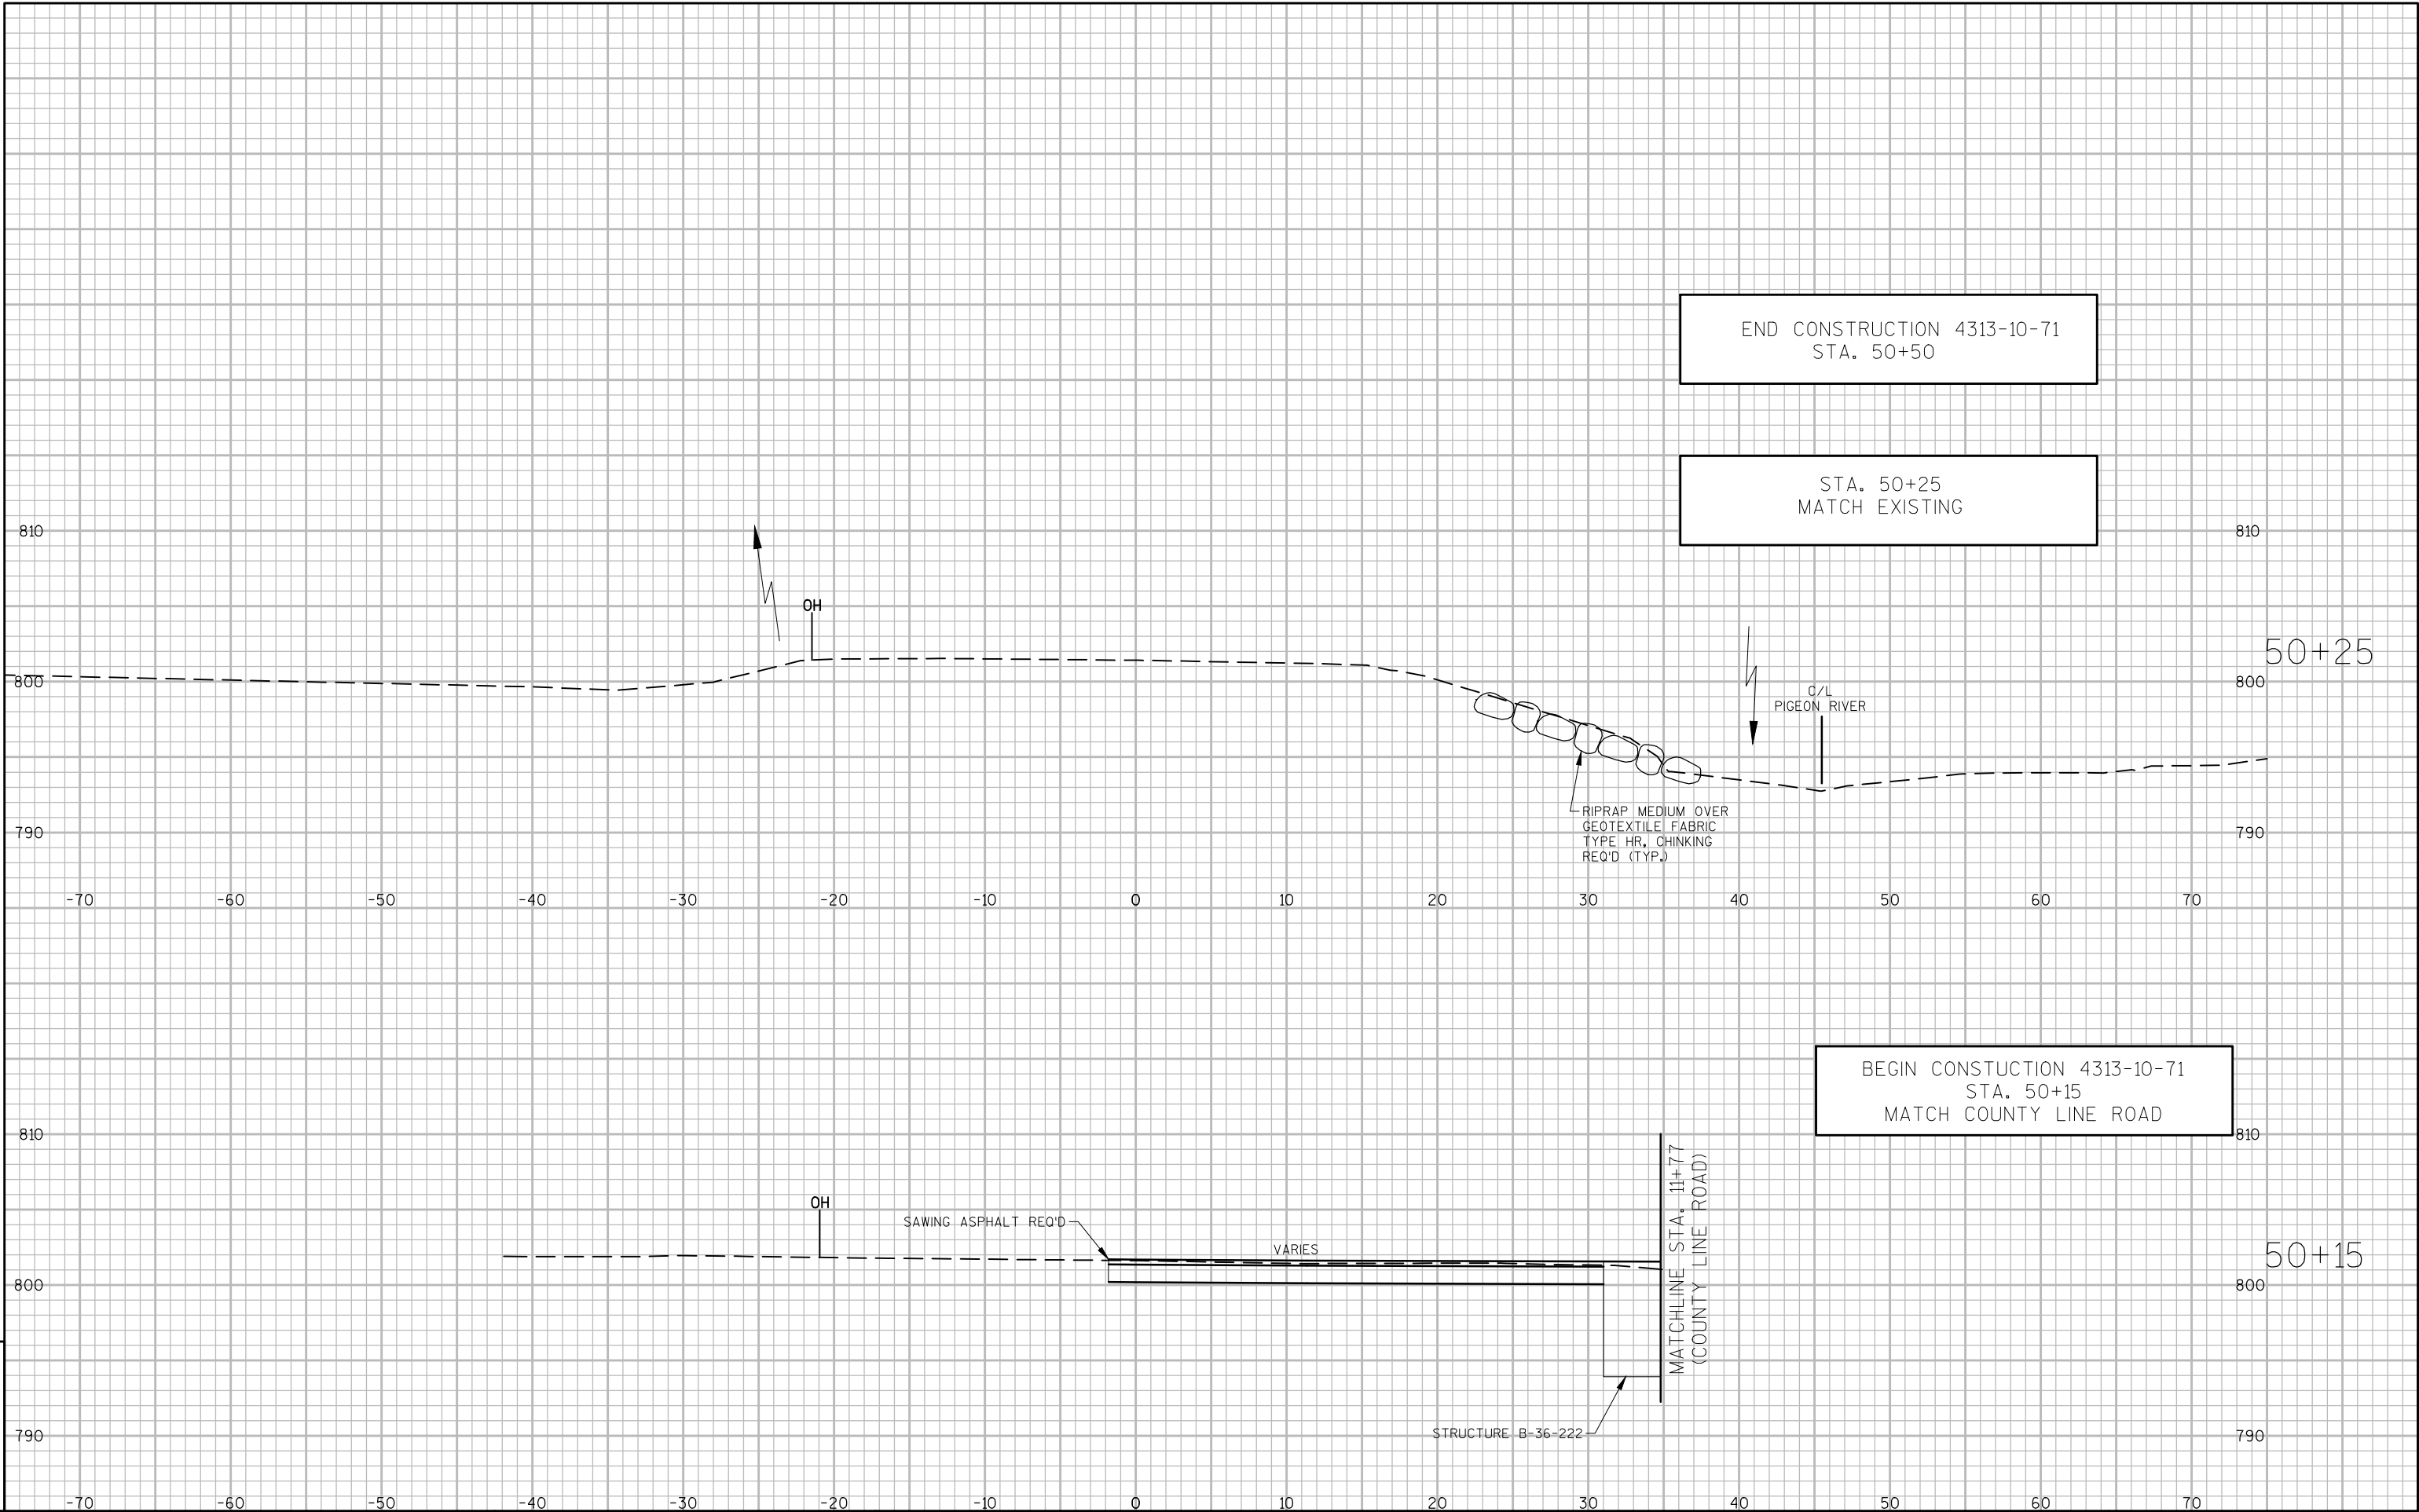 END CONSTRUCTION 4313-10-71
STA. 50+50
STA. 50+25
MATCH EXISTING
810 810
OH
50+25
800 800
C/L
PIGEON RIVER
RIPRAP MEDIUM OVER
GEOTEXTILE FABRIC
TYPE HR, CHINKING
REQ'D (TYP.)
790 790
-70 -60 -50 -40 -30 -20 -10 0 10 20 30 40 50 60 70
BEGIN CONSTUCTION 4313-10-71
STA. 50+15
MATCH COUNTY LINE ROAD
810 810
MATCHLINE STA. 11+77
(COUNTY LINE ROAD)
OH
SAWING ASPHALT REQ'D
VARIES
50+15
800 800
STRUCTURE B-36-222
790 790
-70 -60 -50 -40 -30 -20 -10 0 10 20 30 40 50 60 70